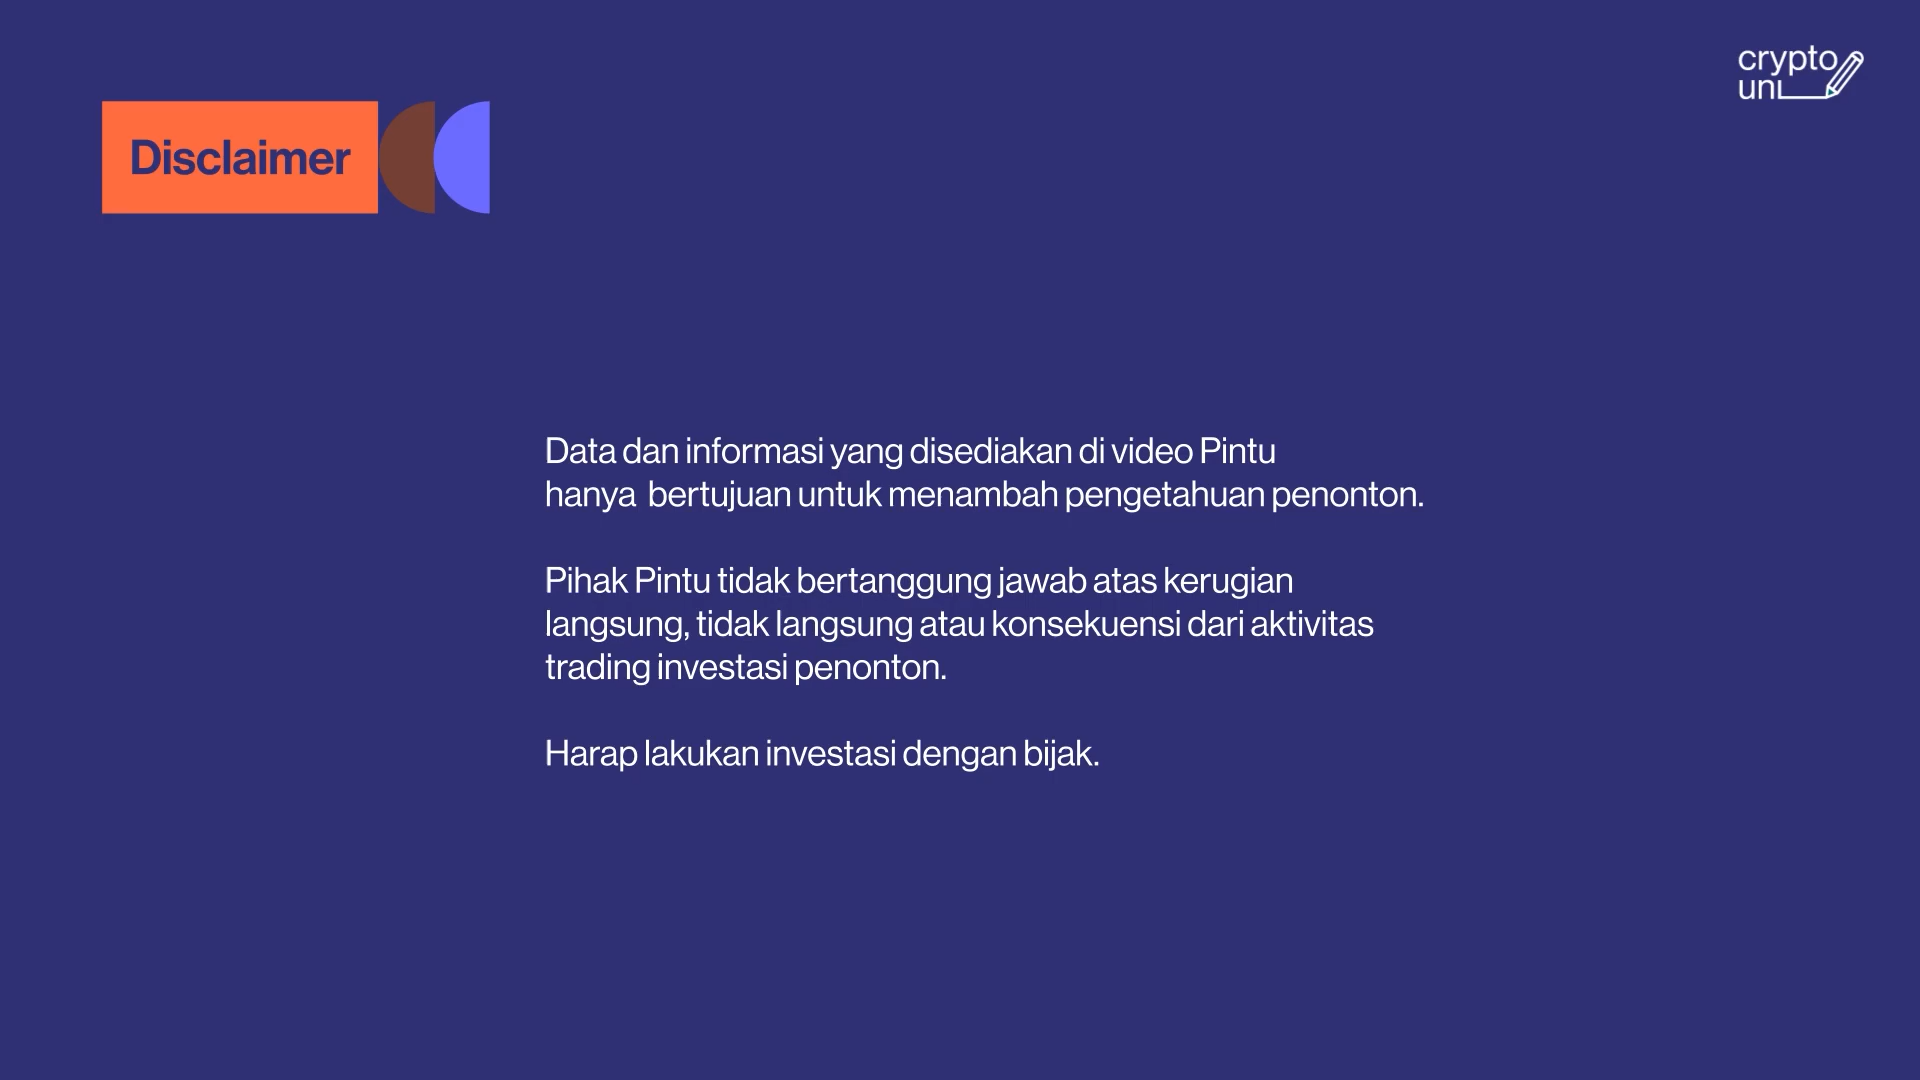 crypto
uni
Disclaimer
Data dan informasi yang disediakan di video Pintu
hanya  bertujuan untuk menambah pengetahuan penonton.
Pihak Pintu tidak bertanggung jawab atas kerugian
langsung, tidak langsung atau konsekuensi dari aktivitas
trading investasi penonton.
Harap lakukan investasi dengan bijak.